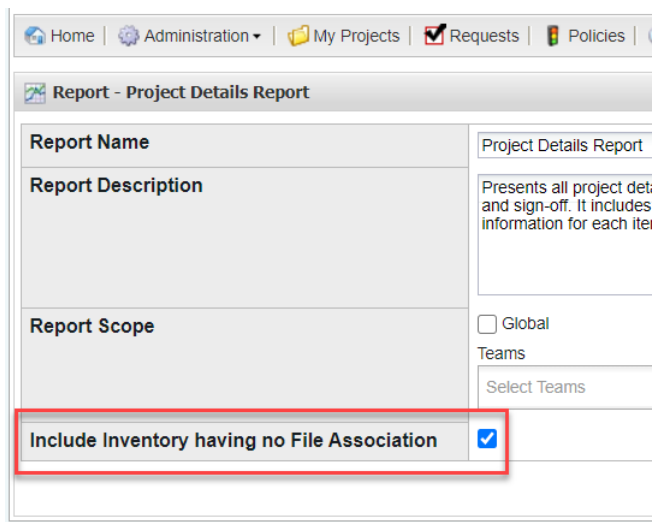 Home | Administration | My Projects | Requests | Policies |
Report - Project Details Report
Report Name
Project Details Report
Report Description
Presents all project
and sign-off. It includes
information for each
Report Scope
Global
Teams
Select Teams
Include Inventory having no File Association